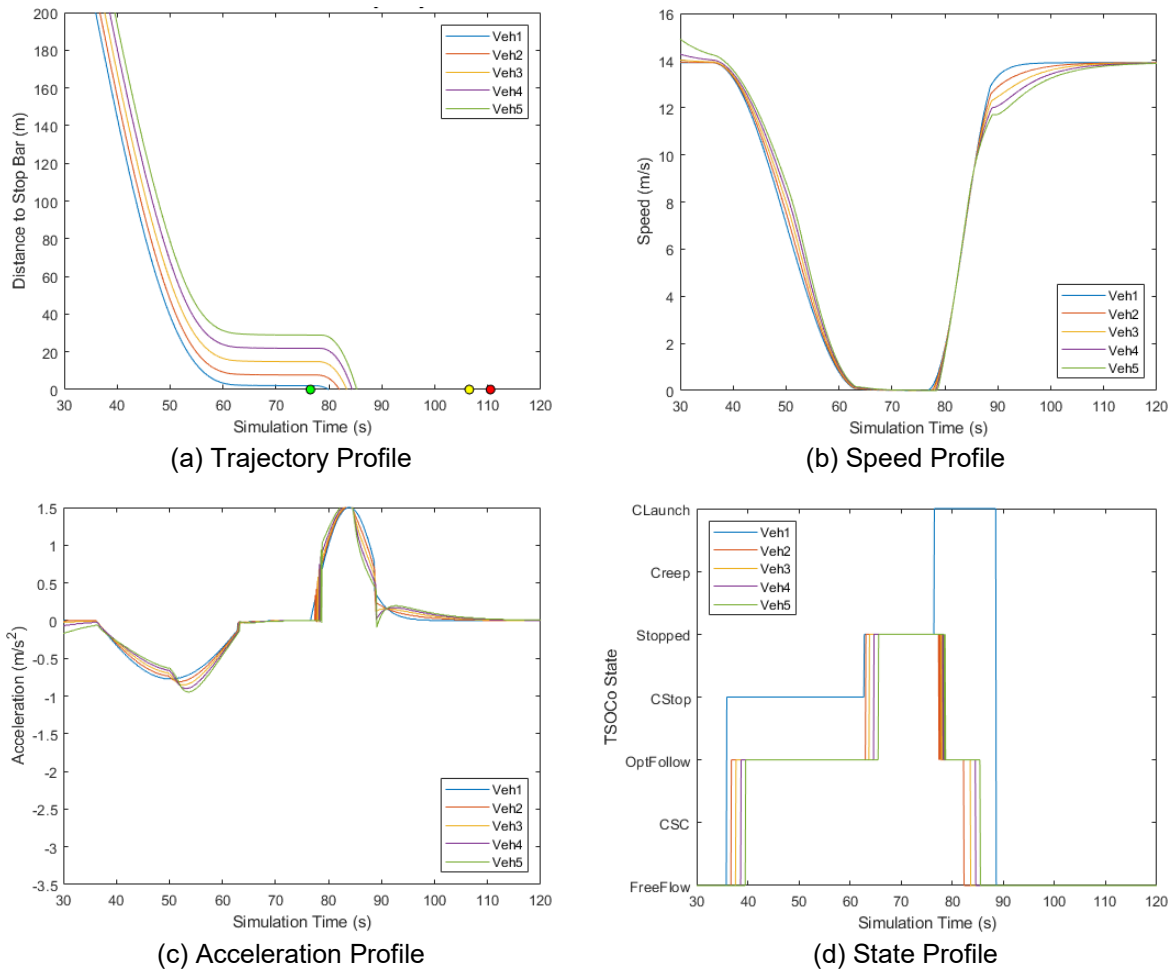 200
180
160
140
120
100
80
60
40
20
0
Distance to Stop Bar (m)
Veh1
Veh2
Veh3
Veh4
Veh5
30 40 50 60 70 80 90 100 110 120
Simulation Time (s)
(a) Trajectory Profile
16
14
12
10
8
6
4
2
0
Speed (m/s)
Veh1
Veh2
Veh3
Veh4
Veh5
30 40 50 60 70 80 90 100 110 120
Simulation Time (s)
(b) Speed Profile
1.5
1
0.5
0
-0.5
-1
-1.5
-2
-2.5
-3
-3.5
Acceleration (m/s²)
Veh1
Veh2
Veh3
Veh4
Veh5
30 40 50 60 70 80 90 100 110 120
Simulation Time (s)
(c) Acceleration Profile
CLaunch
Creep
Stopped
CStop
OptFollow
CSC
FreeFlow
TSOCo State
Veh1
Veh2
Veh3
Veh4
Veh5
30 40 50 60 70 80 90 100 110 120
Simulation Time (s)
(d) State Profile